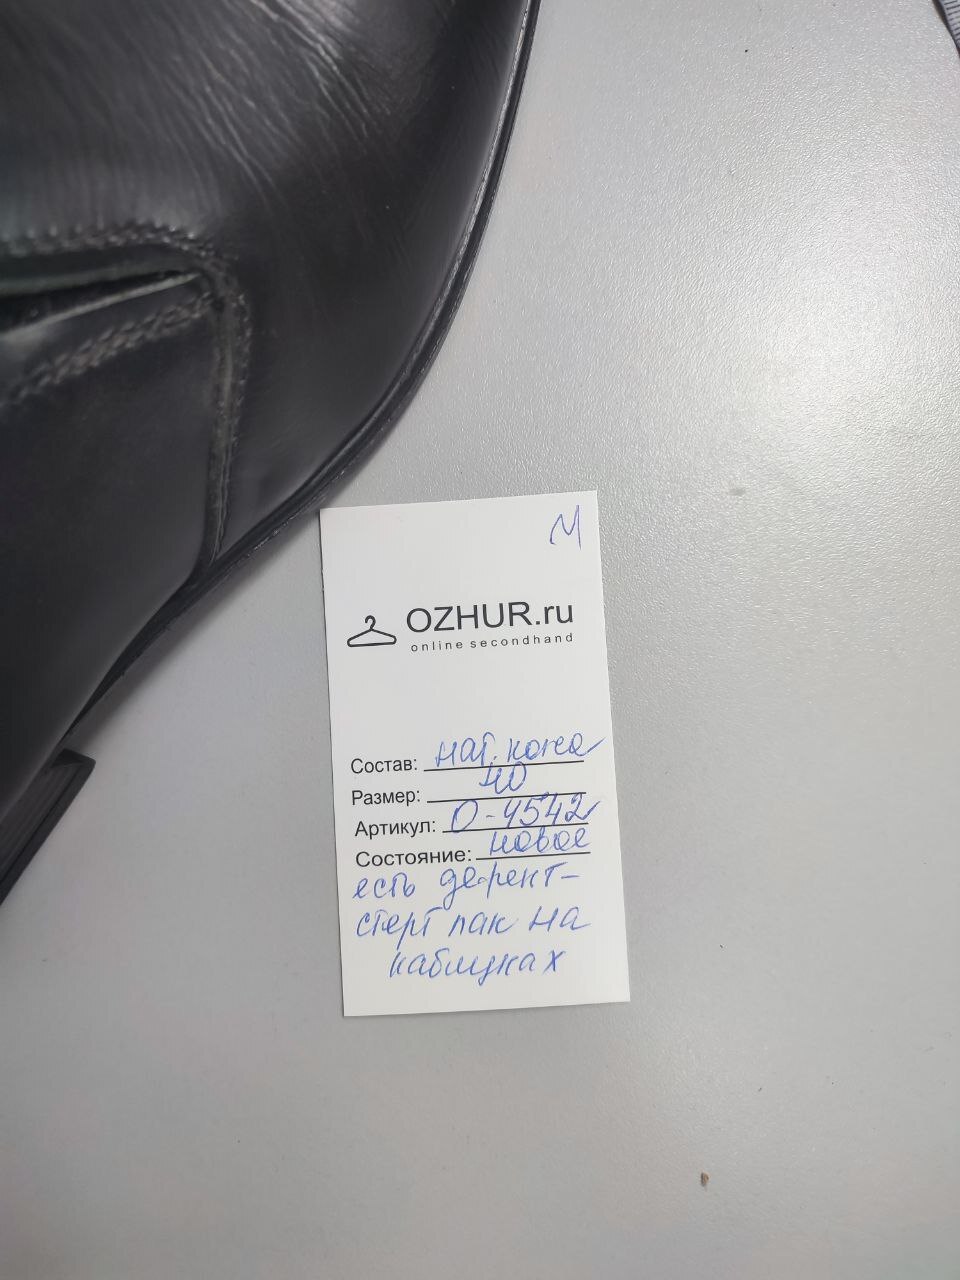 М
OZHUR.ru
online secondhand
Состав: нат. кожа
Размер: 40
Артикул: О-4542
Состояние: новое
есть дефект-
стерт лак на
каблуках